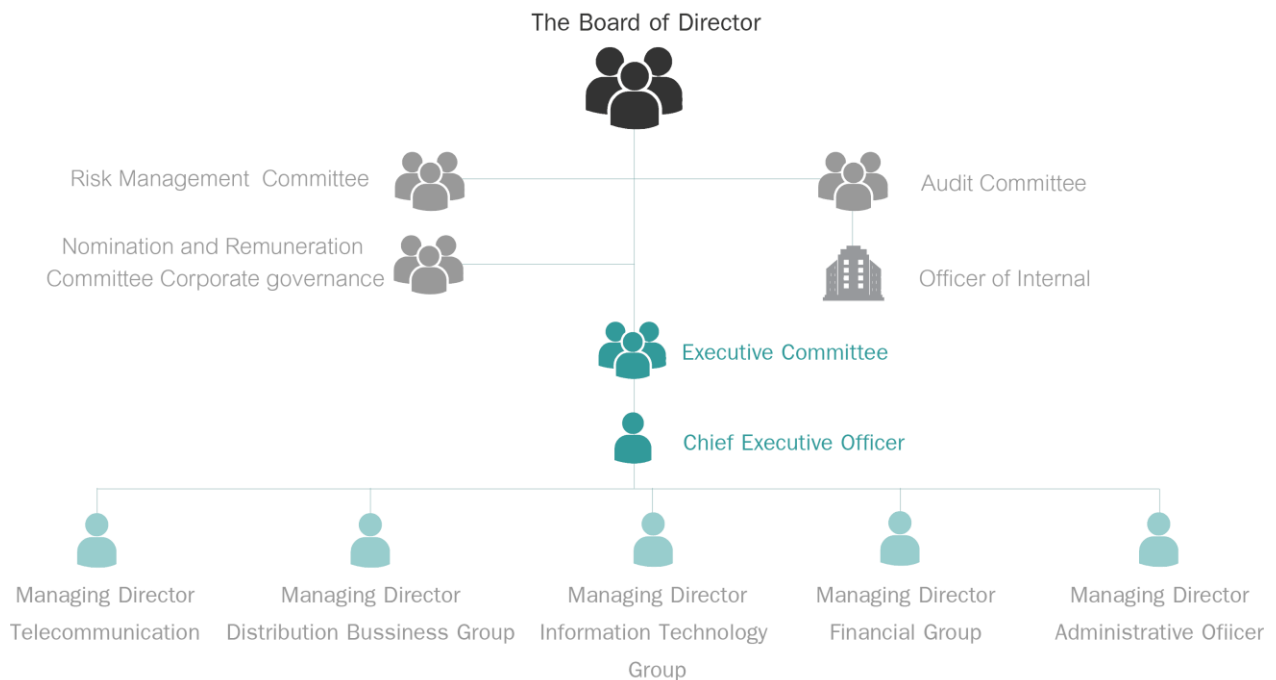 The Board of Director
Risk Management Committee
Audit Committee
Nomination and Remuneration
Committee Corporate governance
Officer of Internal
Executive Committee
Chief Executive Officer
Managing Director
Telecommunication
Managing Director
Distribution Bussiness Group
Managing Director
Information Technology
Group
Managing Director
Financial Group
Managing Director
Administrative Ofiicer